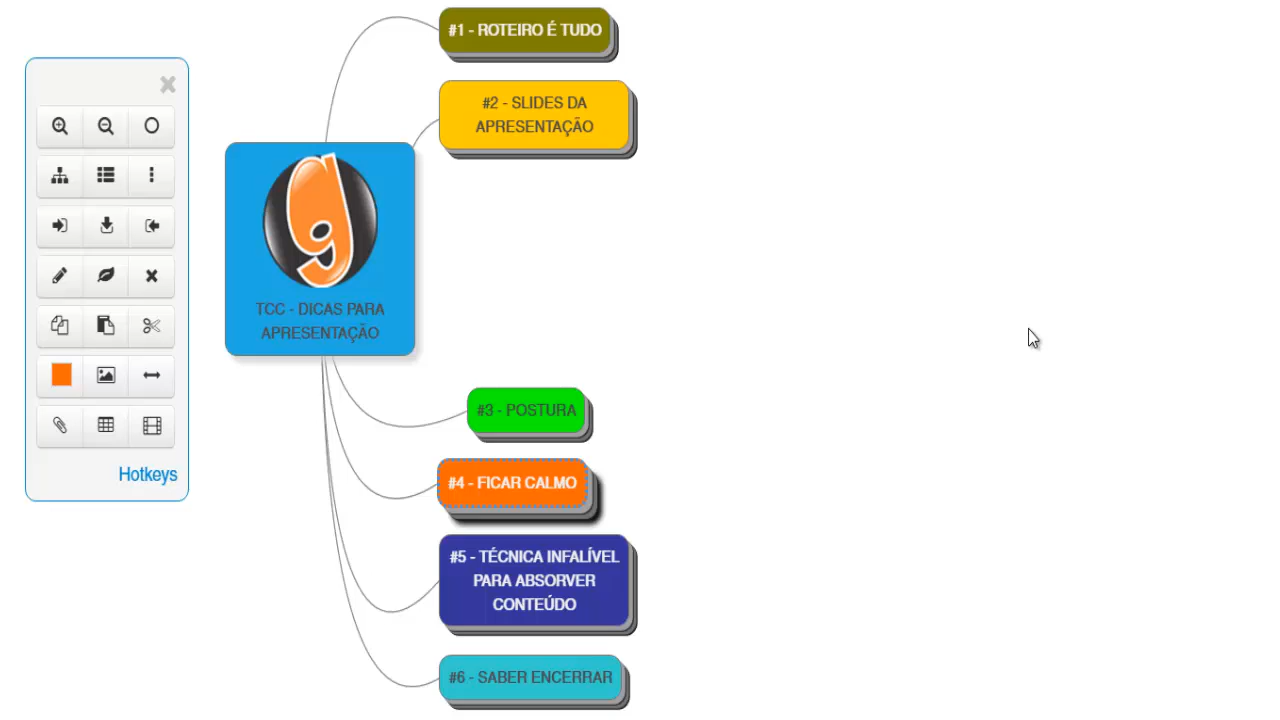 #1 - ROTEIRO É TUDO
#2 - SLIDES DA
APRESENTAÇÃO
g
TCC - DICAS PARA
APRESENTAÇÃO
#3 - POSTURA
#4 - FICAR CALMO
#5 - TÉCNICA INFALÍVEL
PARA ABSORVER
CONTEÚDO
#6 - SABER ENCERRAR
Hotkeys